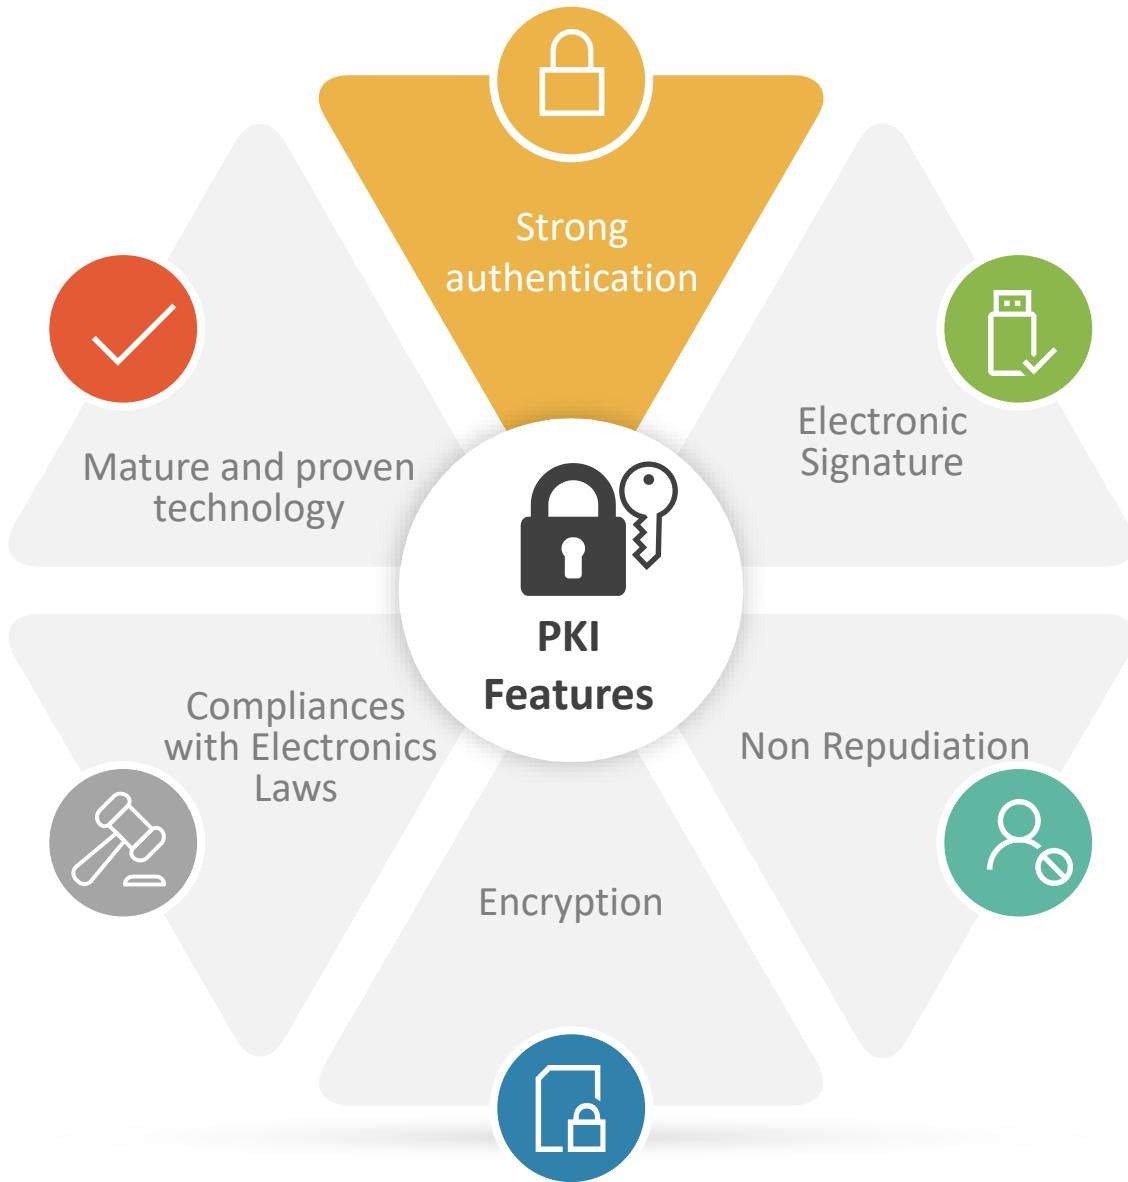 Strong
authentication
Electronic
Signature
Mature and proven
technology
PKI
Features
Compliances
with Electronics
Laws
Non Repudiation
Encryption